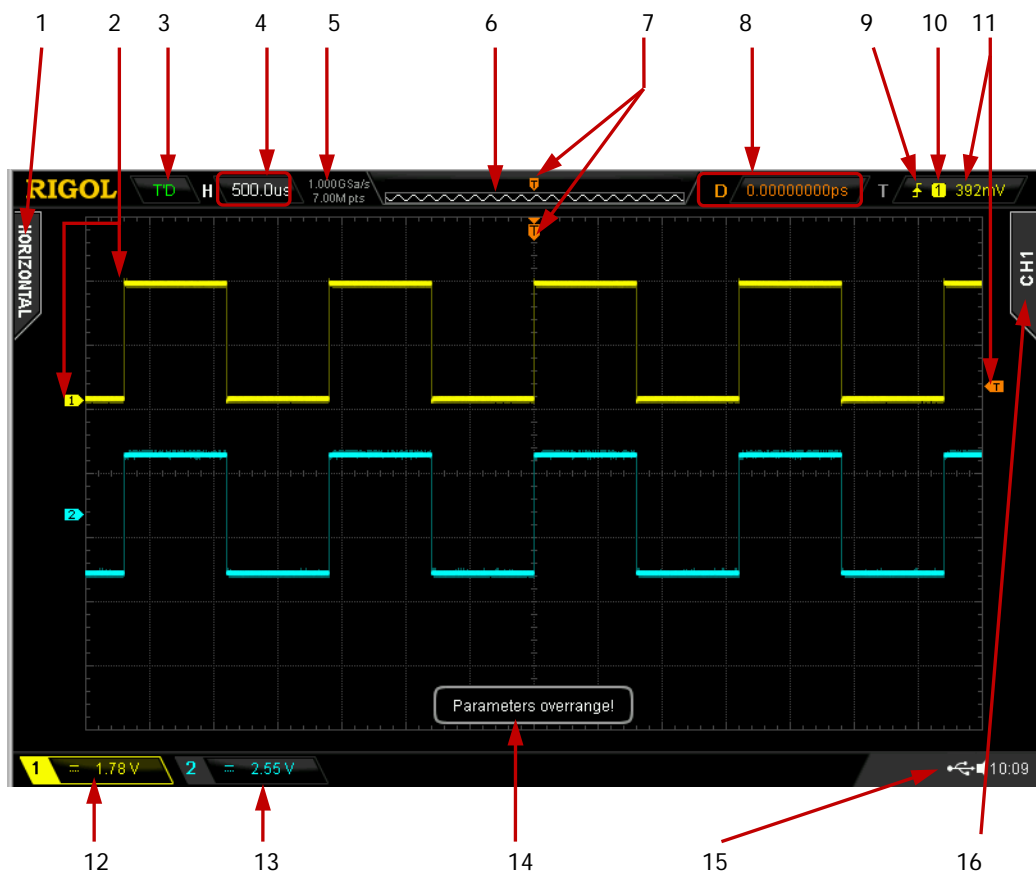 1 2 3 4 5 6 7 8 9 10 11
T
RIGOL T'D H 500.0us 1.000GSa/s D 0.00000000ps T 1 392mV
7.00M pts
T
HORIZONTAL
CH1
T
1
2
Parameters overrange!
1 1.78 V 2 2.55 V 10:09
12 13 14 15 16